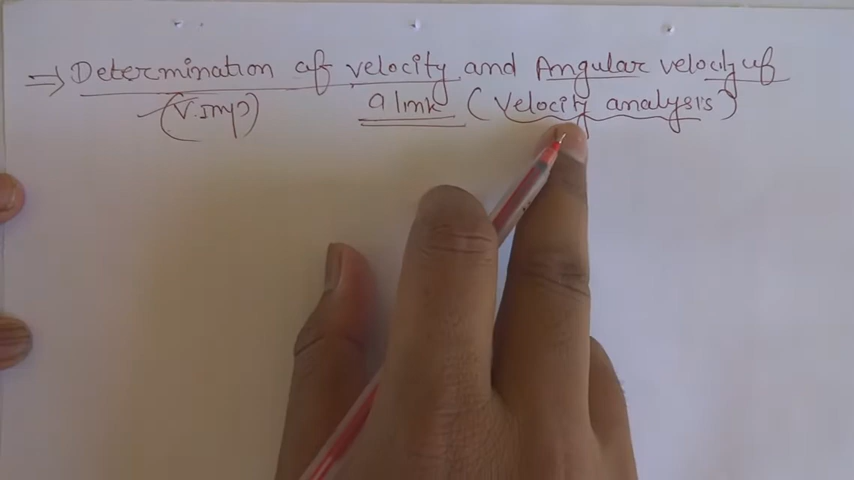 => Determination of velocity and Angular velocity of
(V.Imp) a link (Velocity analysis)